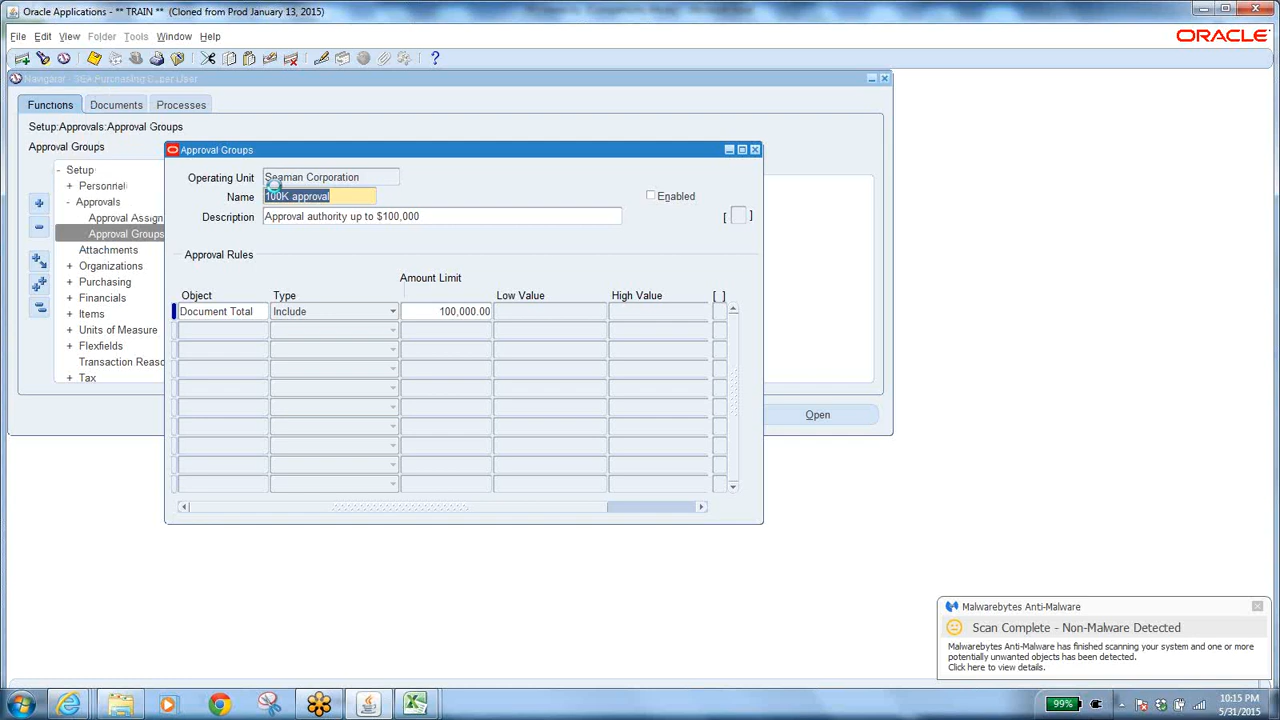 Oracle Applications - ** TRAIN ** (Cloned from Prod January 13, 2015)
File Edit View Folder Tools Window Help
ORACLE
Functions Documents Processes
Setup:Approvals:Approval Groups
Approval Groups
- Setup
+ Personnel
- Approvals
Approval Assign
Approval Groups
Attachments
+ Organizations
+ Purchasing
+ Financials
+ Items
+ Units of Measure
+ Flexfields
Transaction Reaso
+ Tax
Open
Approval Groups
Operating Unit Seaman Corporation
Name 100K approval Enabled
Description Approval authority up to $100,000 [ ]
Approval Rules
Amount Limit
Object Type Low Value High Value [ ]
Document Total Include 100,000.00
Malwarebytes Anti-Malware
Scan Complete - Non-Malware Detected
Malwarebytes Anti-Malware has finished scanning your system and one or more
potentially unwanted objects has been detected.
Click here to view details.
99%
10:15 PM
5/31/2015